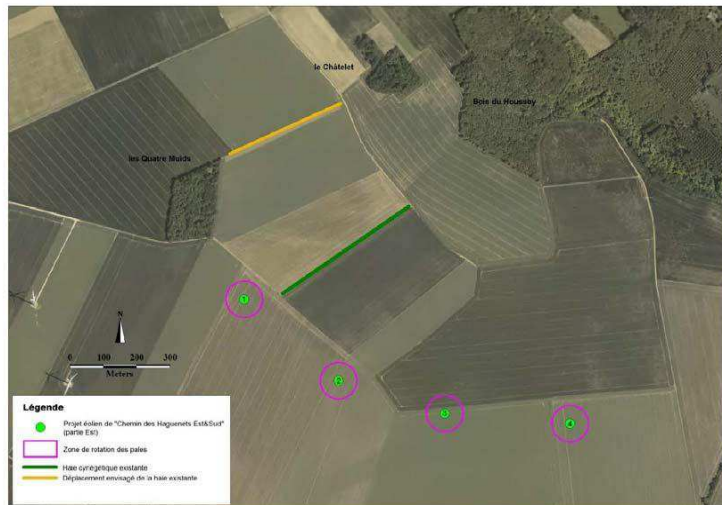 le Châtelet
Bois du Houssoy
les Quatre Muids
1
N
2
0 100 200 300
Meters
3
4
Légende
Projet éolien de "Chemin des Haguenets Est&Sud"
(partie Est)
Zone de rotation des pales
Haie cynégétique existante
Déplacement envisagé de la haie existante